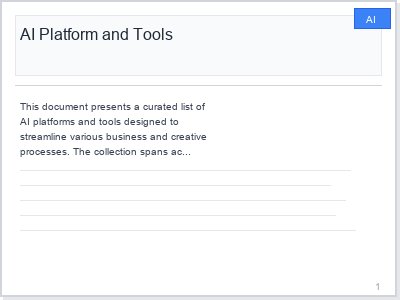 AI
AI Platform and Tools
This document presents a curated list of
AI platforms and tools designed to
streamline various business and creative
processes. The collection spans ac...
1